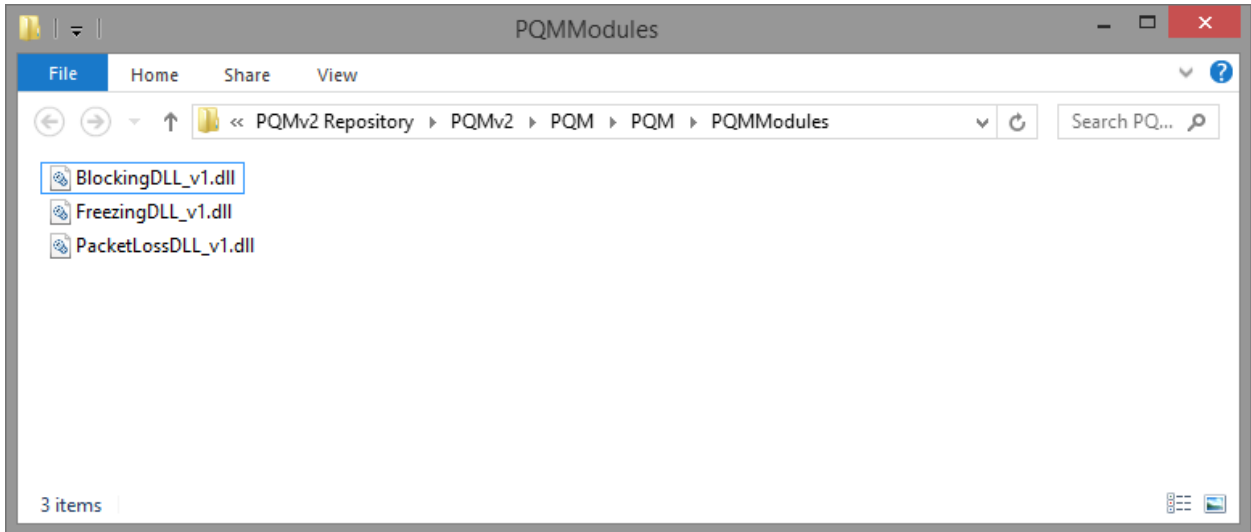 PQMModules
File Home Share View
« PQMv2 Repository PQMv2 PQM PQM PQMModules Search PQ...
BlockingDLL_v1.dll
FreezingDLL_v1.dll
PacketLossDLL_v1.dll
3 items